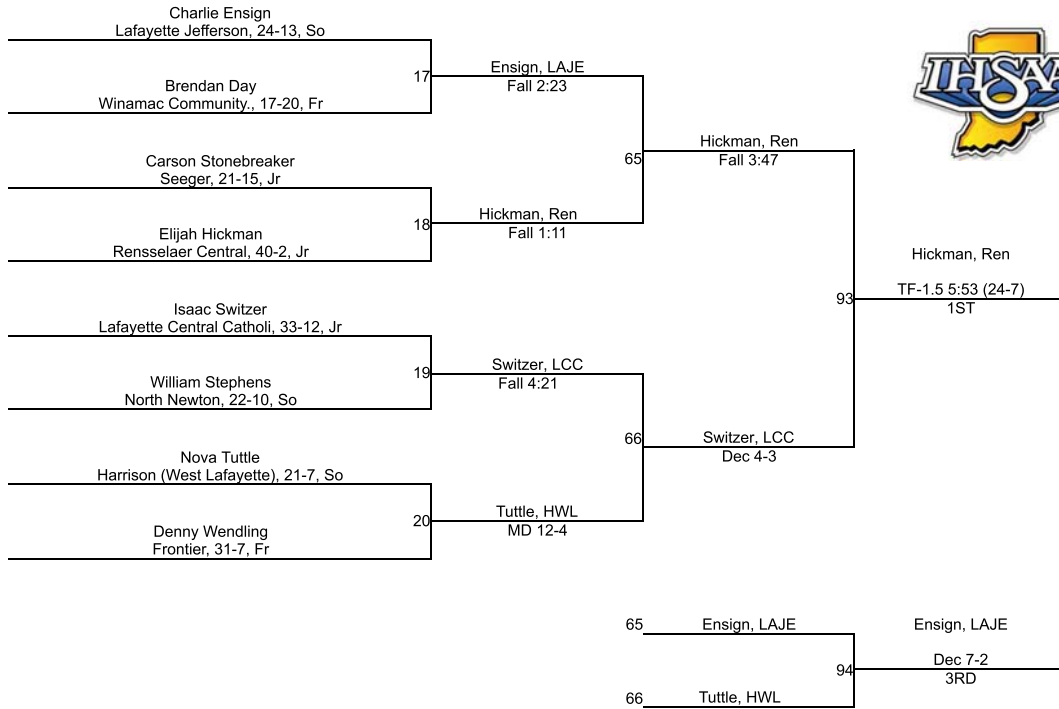 Charlie Ensign
Lafayette Jefferson, 24-13, So
17
Brendan Day
Winamac Community., 17-20, Fr
Ensign, LAJE
Fall 2:23
Carson Stonebreaker
Seeger, 21-15, Jr
18
Elijah Hickman
Rensselaer Central, 40-2, Jr
Hickman, Ren
Fall 1:11
65
Hickman, Ren
Fall 3:47
Isaac Switzer
Lafayette Central Catholi, 33-12, Jr
19
William Stephens
North Newton, 22-10, So
Switzer, LCC
Fall 4:21
Nova Tuttle
Harrison (West Lafayette), 21-7, So
20
Denny Wendling
Frontier, 31-7, Fr
Tuttle, HWL
MD 12-4
66
Switzer, LCC
Dec 4-3
93
Hickman, Ren
TF-1.5 5:53 (24-7)
1ST
65
Ensign, LAJE
66
Tuttle, HWL
94
Ensign, LAJE
Dec 7-2
3RD
IHSAA